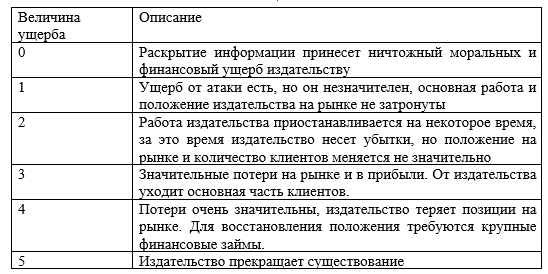 Величина ущерба
Описание
0
Раскрытие информации принесет ничтожный моральных и
финансовый ущерб издательству
1
Ущерб от атаки есть, но он незначителен, основная работа и
положение издательства на рынке не затронуты
2
Работа издательства приостанавливается на некоторое время,
за это время издательство несет убытки, но положение на
рынке и количество клиентов меняется не значительно
3
Значительные потери на рынке и в прибыли. От издательства
уходит основная часть клиентов.
4
Потери очень значительны, издательство теряет позиции на
рынке. Для восстановления положения требуются крупные
финансовые займы.
5
Издательство прекращает существование